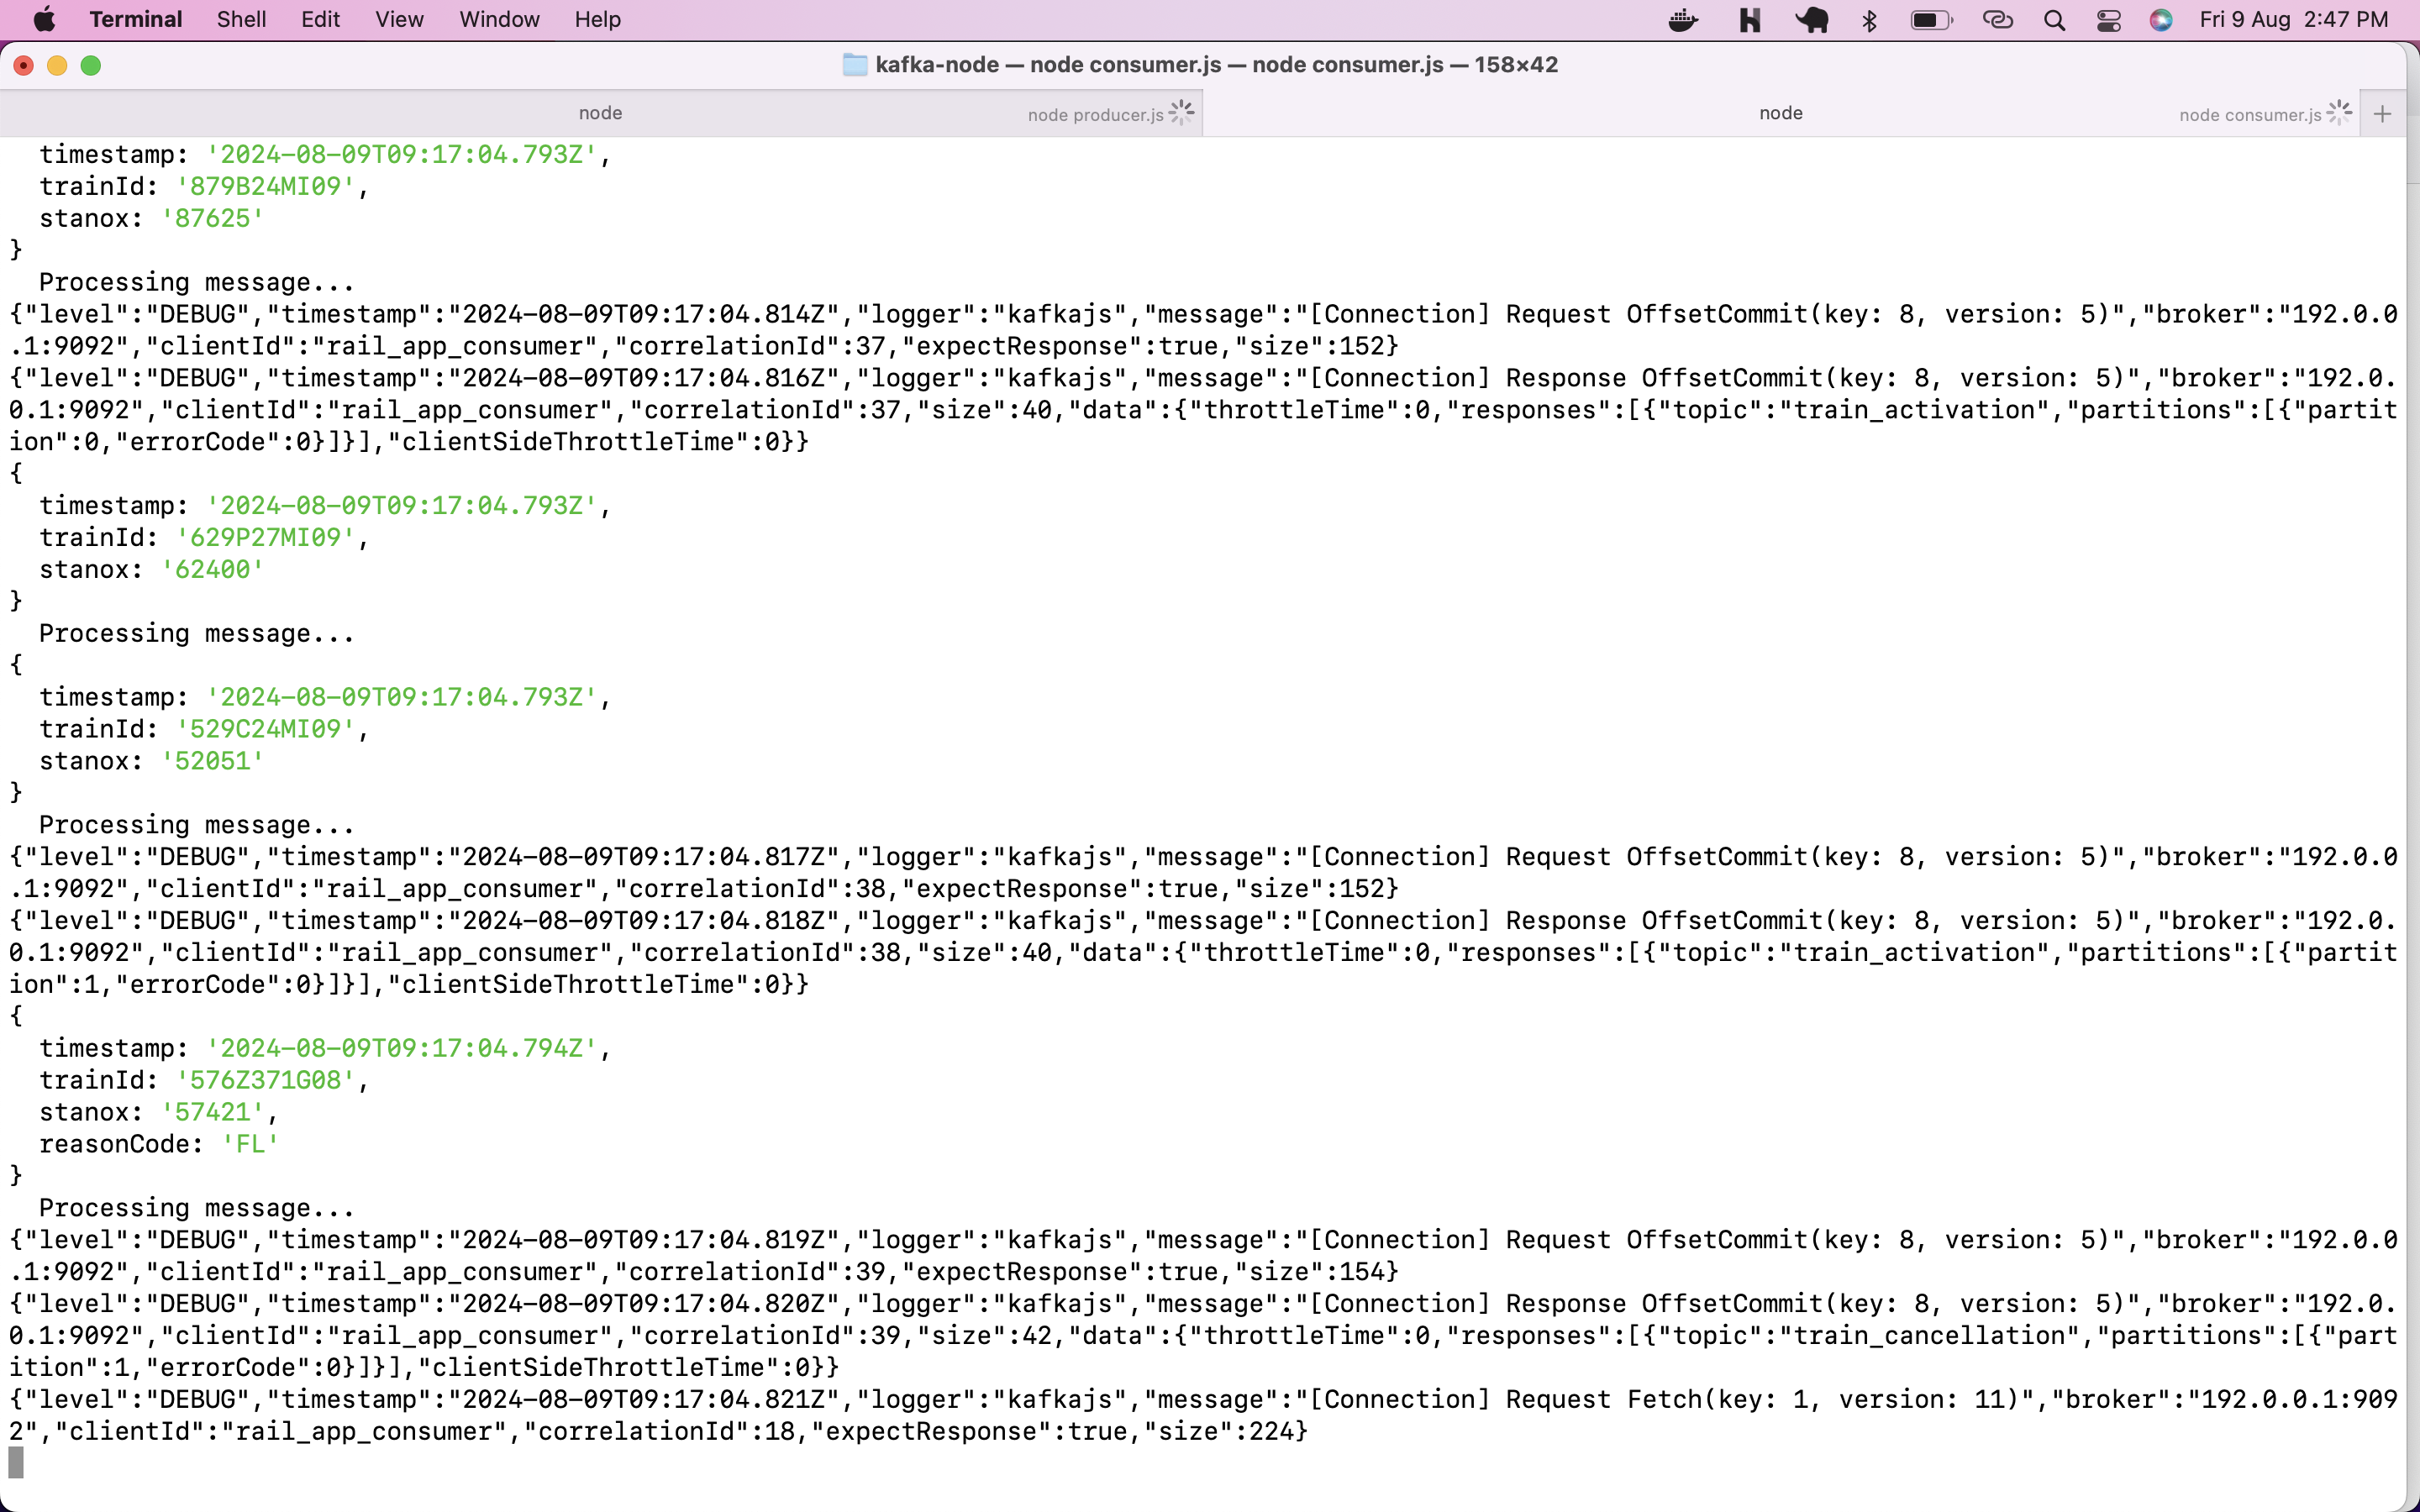 Terminal Shell Edit View Window Help Fri 9 Aug 2:47 PM
kafka-node — node consumer.js — node consumer.js — 158×42
node node producer.js node node consumer.js +
timestamp: '2024-08-09T09:17:04.793Z',
trainId: '879B24MI09',
stanox: '87625'
}
Processing message...
{"level":"DEBUG","timestamp":"2024-08-09T09:17:04.814Z","logger":"kafkajs","message":"[Connection] Request OffsetCommit(key: 8, version: 5)","broker":"192.0.0
.1:9092","clientId":"rail_app_consumer","correlationId":37,"expectResponse":true,"size":152}
{"level":"DEBUG","timestamp":"2024-08-09T09:17:04.816Z","logger":"kafkajs","message":"[Connection] Response OffsetCommit(key: 8, version: 5)","broker":"192.0.
0.1:9092","clientId":"rail_app_consumer","correlationId":37,"size":40,"data":{"throttleTime":0,"responses":[{"topic":"train_activation","partitions":[{"partit
ion":0,"errorCode":0}]}],"clientSideThrottleTime":0}}
{
timestamp: '2024-08-09T09:17:04.793Z',
trainId: '629P27MI09',
stanox: '62400'
}
Processing message...
{
timestamp: '2024-08-09T09:17:04.793Z',
trainId: '529C24MI09',
stanox: '52051'
}
Processing message...
{"level":"DEBUG","timestamp":"2024-08-09T09:17:04.817Z","logger":"kafkajs","message":"[Connection] Request OffsetCommit(key: 8, version: 5)","broker":"192.0.0
.1:9092","clientId":"rail_app_consumer","correlationId":38,"expectResponse":true,"size":152}
{"level":"DEBUG","timestamp":"2024-08-09T09:17:04.818Z","logger":"kafkajs","message":"[Connection] Response OffsetCommit(key: 8, version: 5)","broker":"192.0.
0.1:9092","clientId":"rail_app_consumer","correlationId":38,"size":40,"data":{"throttleTime":0,"responses":[{"topic":"train_activation","partitions":[{"partit
ion":1,"errorCode":0}]}],"clientSideThrottleTime":0}}
{
timestamp: '2024-08-09T09:17:04.794Z',
trainId: '576Z371G08',
stanox: '57421',
reasonCode: 'FL'
}
Processing message...
{"level":"DEBUG","timestamp":"2024-08-09T09:17:04.819Z","logger":"kafkajs","message":"[Connection] Request OffsetCommit(key: 8, version: 5)","broker":"192.0.0
.1:9092","clientId":"rail_app_consumer","correlationId":39,"expectResponse":true,"size":154}
{"level":"DEBUG","timestamp":"2024-08-09T09:17:04.820Z","logger":"kafkajs","message":"[Connection] Response OffsetCommit(key: 8, version: 5)","broker":"192.0.
0.1:9092","clientId":"rail_app_consumer","correlationId":39,"size":42,"data":{"throttleTime":0,"responses":[{"topic":"train_cancellation","partitions":[{"part
ition":1,"errorCode":0}]}],"clientSideThrottleTime":0}}
{"level":"DEBUG","timestamp":"2024-08-09T09:17:04.821Z","logger":"kafkajs","message":"[Connection] Request Fetch(key: 1, version: 11)","broker":"192.0.0.1:909
2","clientId":"rail_app_consumer","correlationId":18,"expectResponse":true,"size":224}